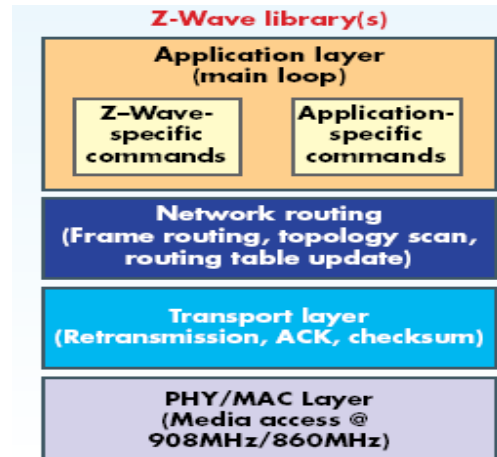 Z-Wave library(s)
Application layer
(main loop)
Z-Wave-
specific
commands
Application-
specific
commands
Network routing
(Frame routing, topology scan,
routing table update)
Transport layer
(Retransmission, ACK, checksum)
PHY/MAC Layer
(Media access @
908MHz/860MHz)